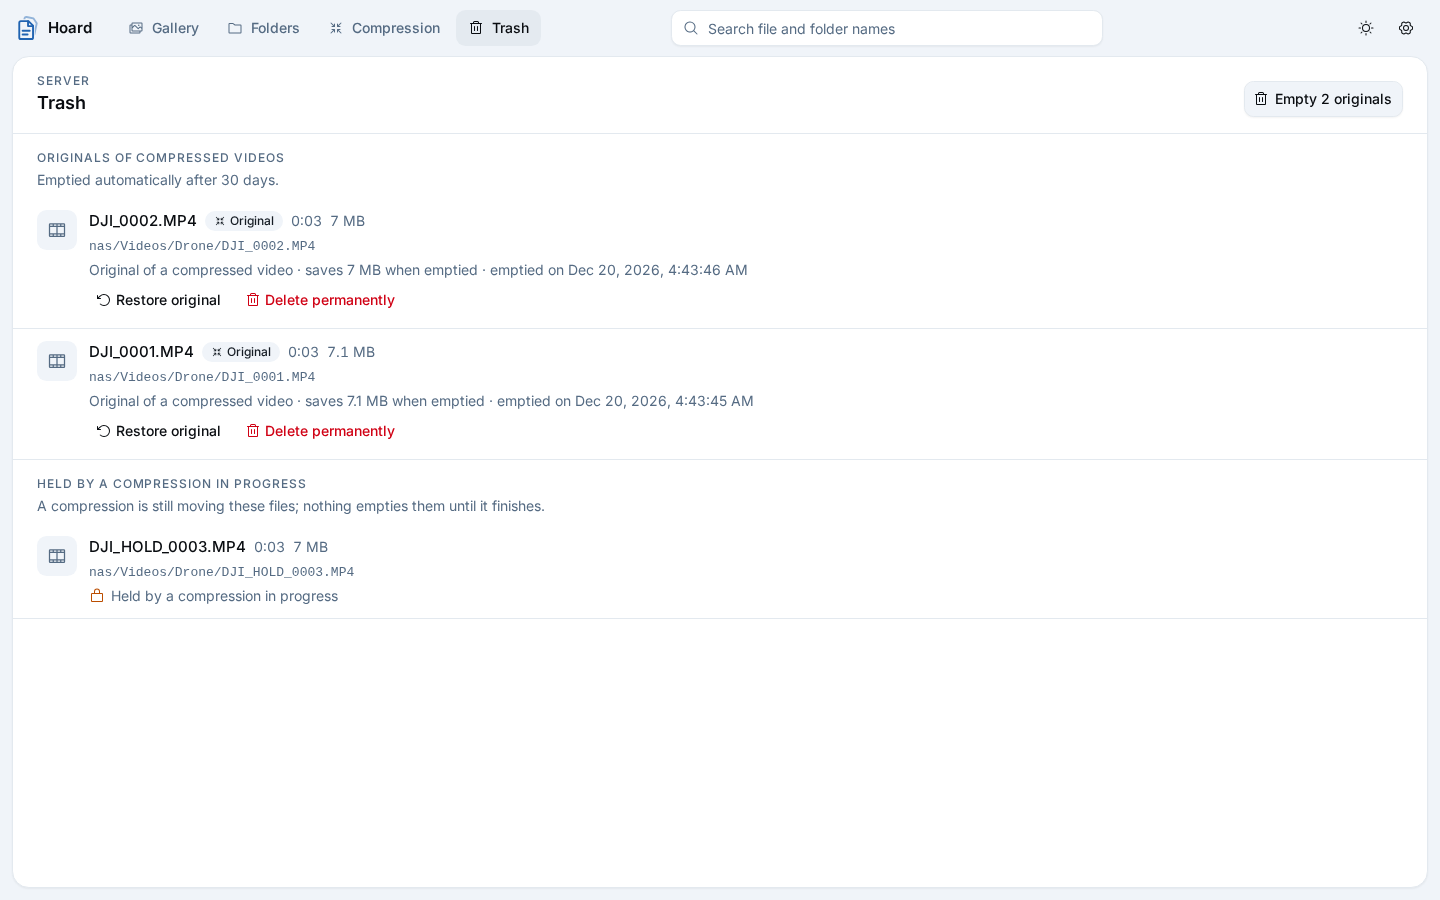 Hoard
Gallery
Folders
Compression
Trash
Search file and folder names
SERVER
Trash
Empty 2 originals
ORIGINALS OF COMPRESSED VIDEOS
Emptied automatically after 30 days.
DJI_0002.MP4 Original 0:03 7 MB
nas/Videos/Drone/DJI_0002.MP4
Original of a compressed video · saves 7 MB when emptied · emptied on Dec 20, 2026, 4:43:46 AM
Restore original Delete permanently
DJI_0001.MP4 Original 0:03 7.1 MB
nas/Videos/Drone/DJI_0001.MP4
Original of a compressed video · saves 7.1 MB when emptied · emptied on Dec 20, 2026, 4:43:45 AM
Restore original Delete permanently
HELD BY A COMPRESSION IN PROGRESS
A compression is still moving these files; nothing empties them until it finishes.
DJI_HOLD_0003.MP4 0:03 7 MB
nas/Videos/Drone/DJI_HOLD_0003.MP4
Held by a compression in progress